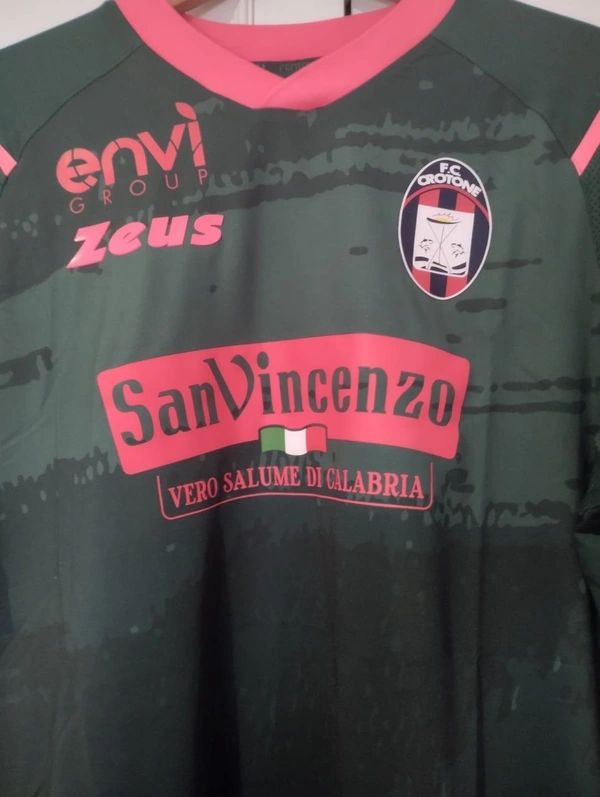 envi
GROUP
Zeus
F.C.
CROTONE
SanVincenzo
VERO SALUME DI CALABRIA